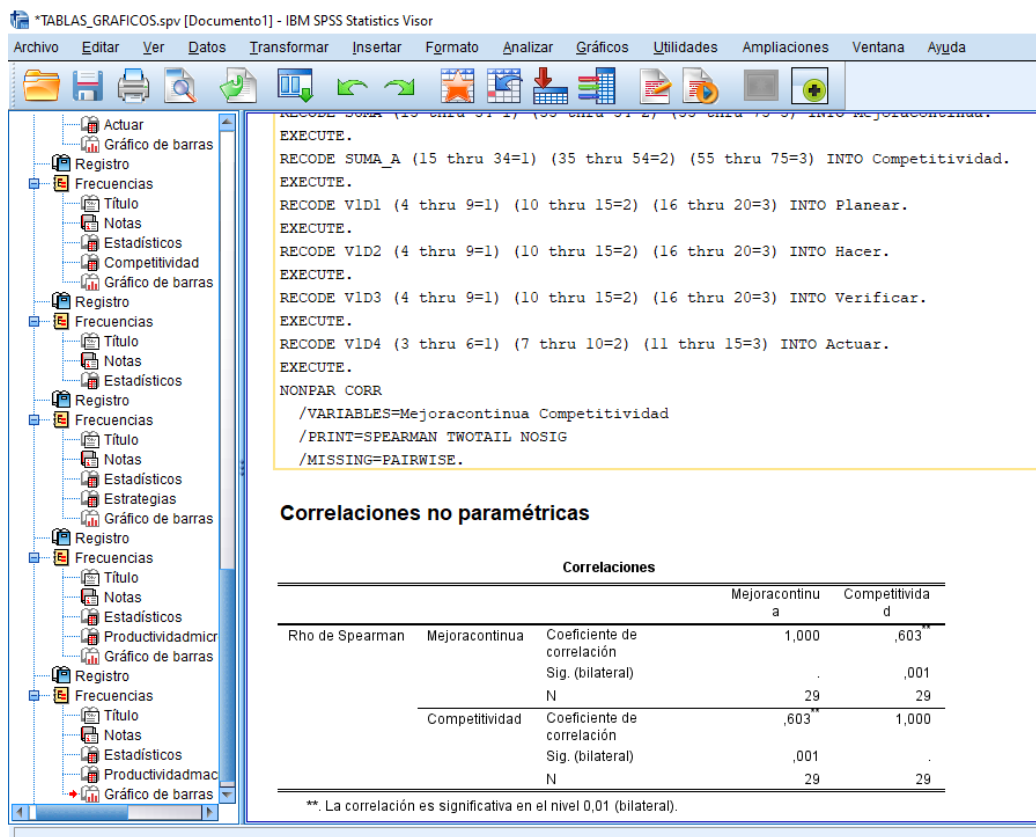 *TABLAS_GRAFICOS.spv [Documento1] - IBM SPSS Statistics Visor
Archivo Editar Ver Datos Transformar Insertar Formato Analizar Gráficos Utilidades Ampliaciones Ventana Ayuda
Actuar
Gráfico de barras
Registro
Frecuencias
Título
Notas
Estadísticos
Competitividad
Gráfico de barras
Registro
Frecuencias
Título
Notas
Estadísticos
Registro
Frecuencias
Título
Notas
Estadísticos
Estrategias
Gráfico de barras
Registro
Frecuencias
Título
Notas
Estadísticos
Productividadmicr
Gráfico de barras
Registro
Frecuencias
Título
Notas
Estadísticos
Productividadmac
Gráfico de barras
EXECUTE.
RECODE SUMA_A (15 thru 34=1) (35 thru 54=2) (55 thru 75=3) INTO Competitividad.
EXECUTE.
RECODE V1D1 (4 thru 9=1) (10 thru 15=2) (16 thru 20=3) INTO Planear.
EXECUTE.
RECODE V1D2 (4 thru 9=1) (10 thru 15=2) (16 thru 20=3) INTO Hacer.
EXECUTE.
RECODE V1D3 (4 thru 9=1) (10 thru 15=2) (16 thru 20=3) INTO Verificar.
EXECUTE.
RECODE V1D4 (3 thru 6=1) (7 thru 10=2) (11 thru 15=3) INTO Actuar.
EXECUTE.
NONPAR CORR
/VARIABLES=Mejoracontinua Competitividad
/PRINT=SPEARMAN TWOTAIL NOSIG
/MISSING=PAIRWISE.
Correlaciones no paramétricas
Correlaciones
Mejoracontinu Competitivida
a d
Rho de Spearman Mejoracontinua Coeficiente de 1,000 ,603**
correlación
Sig. (bilateral) . ,001
N 29 29
Competitividad Coeficiente de ,603** 1,000
correlación
Sig. (bilateral) ,001 .
N 29 29
**. La correlación es significativa en el nivel 0,01 (bilateral).